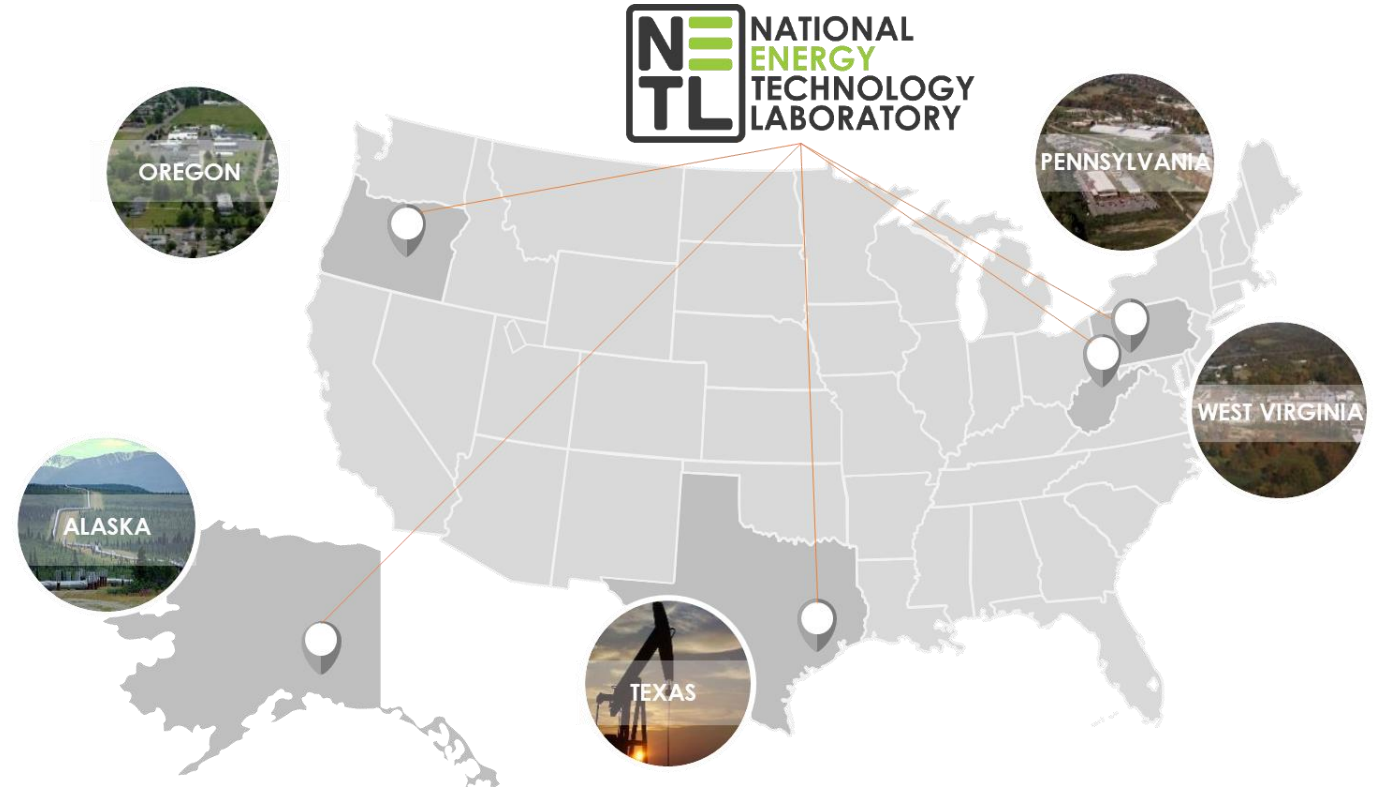 NETL
NATIONAL
ENERGY
TECHNOLOGY
LABORATORY
OREGON
PENNSYLVANIA
WEST VIRGINIA
ALASKA
TEXAS